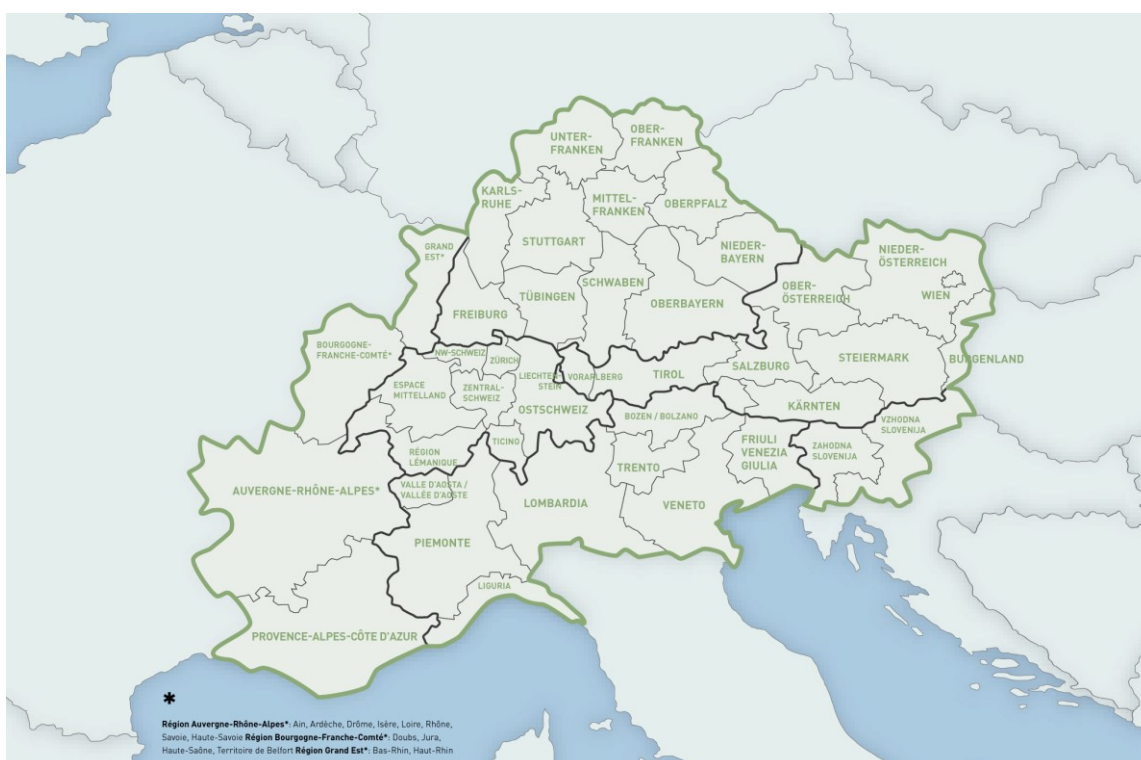 UNTER-
FRANKEN
OBER-
FRANKEN
KARLS-
RUHE
MITTEL-
FRANKEN
OBERPFALZ
GRAND
EST*
STUTTGART
NIEDER-
BAYERN
NIEDER-
ÖSTERREICH
SCHWABEN
OBER-
ÖSTERREICH
TÜBINGEN
OBERBAYERN
WIEN
FREIBURG
BOURGOGNE-
FRANCHE-COMTÉ*
NW-SCHWEIZ
ZÜRICH
STEIERMARK
BURGENLAND
LIECHTEN-
STEIN
VORARLBERG
TIROL
SALZBURG
ESPACE
MITTELLAND
ZENTRAL-
SCHWEIZ
OSTSCHWEIZ
KÄRNTEN
BOZEN / BOLZANO
VZHODNA
SLOVENIJA
TICINO
FRIULI
VENEZIA
GIULIA
ZAHODNA
SLOVENIJA
RÉGION
LÉMANIQUE
TRENTO
AUVERGNE-RHÔNE-ALPES*
VALLE D'AOSTA /
VALLÉE D'AOSTE
LOMBARDIA
VENETO
PIEMONTE
LIGURIA
PROVENCE-ALPES-CÔTE D'AZUR
*
Région Auvergne-Rhône-Alpes*: Ain, Ardèche, Drôme, Isère, Loire, Rhône,
Savoie, Haute-Savoie Région Bourgogne-Franche-Comté*: Doubs, Jura,
Haute-Saône, Territoire de Belfort Région Grand Est*: Bas-Rhin, Haut-Rhin